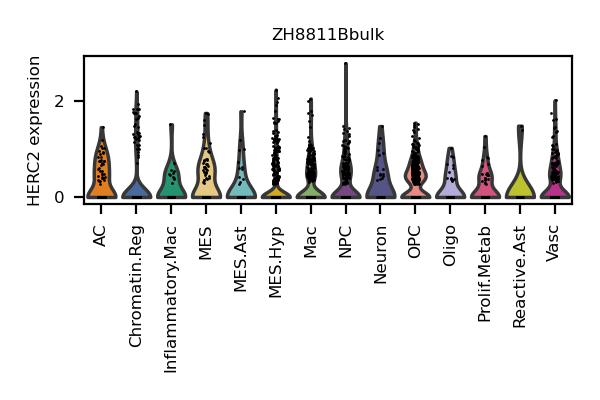 ZH8811Bbulk
HERC2 expression
2
0
AC
Chromatin.Reg
Inflammatory.Mac
MES
MES.Ast
MES.Hyp
Mac
NPC
Neuron
OPC
Oligo
Prolif.Metab
Reactive.Ast
Vasc